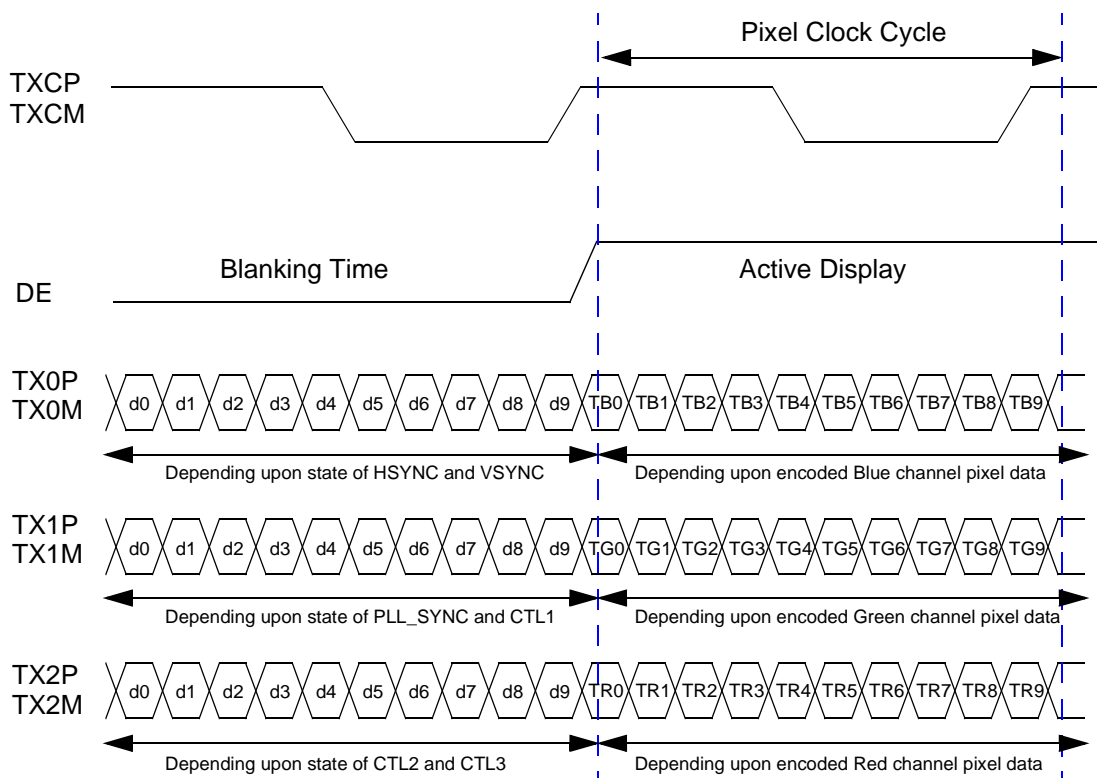 Pixel Clock Cycle
TXCP
TXCM
Blanking Time
Active Display
DE
TX0P
TX0M
d0 d1 d2 d3 d4 d5 d6 d7 d8 d9 TB0 TB1 TB2 TB3 TB4 TB5 TB6 TB7 TB8 TB9
Depending upon state of HSYNC and VSYNC
Depending upon encoded Blue channel pixel data
TX1P
TX1M
d0 d1 d2 d3 d4 d5 d6 d7 d8 d9 TG0 TG1 TG2 TG3 TG4 TG5 TG6 TG7 TG8 TG9
Depending upon state of PLL_SYNC and CTL1
Depending upon encoded Green channel pixel data
TX2P
TX2M
d0 d1 d2 d3 d4 d5 d6 d7 d8 d9 TR0 TR1 TR2 TR3 TR4 TR5 TR6 TR7 TR8 TR9
Depending upon state of CTL2 and CTL3
Depending upon encoded Red channel pixel data